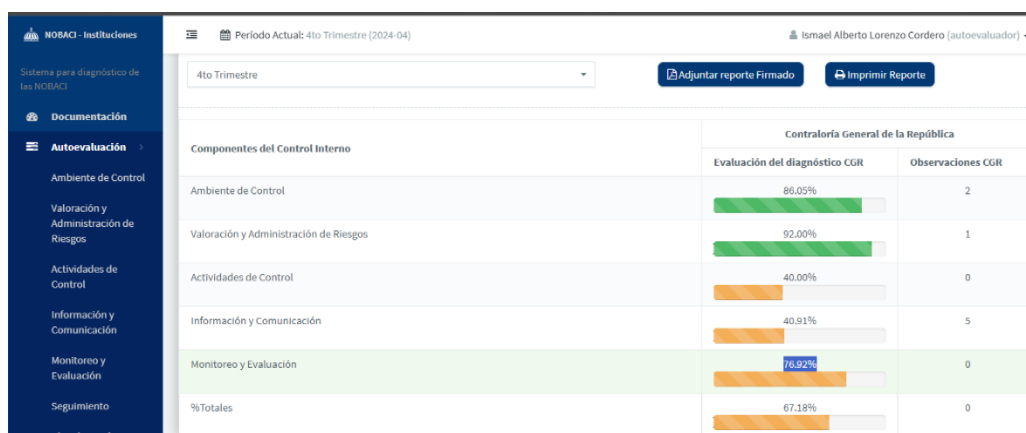 NOBACI - Instituciones
Período Actual: 4to Trimestre (2024-04)
Ismael Alberto Lorenzo Cordero (autoevaluador)
Sistema para diagnóstico de
las NOBACI
Documentación
Autoevaluación
Ambiente de Control
Valoración y
Administración de
Riesgos
Actividades de
Control
Información y
Comunicación
Monitoreo y
Evaluación
Seguimiento
4to Trimestre
Adjuntar reporte Firmado
Imprimir Reporte
Componentes del Control Interno
Contraloría General de la República
Evaluación del diagnóstico CGR
Observaciones CGR
Ambiente de Control 86.05% 2
Valoración y Administración de Riesgos 92.00% 1
Actividades de Control 40.00% 0
Información y Comunicación 40.91% 5
Monitoreo y Evaluación 76.92% 0
%Totales 67.18% 0